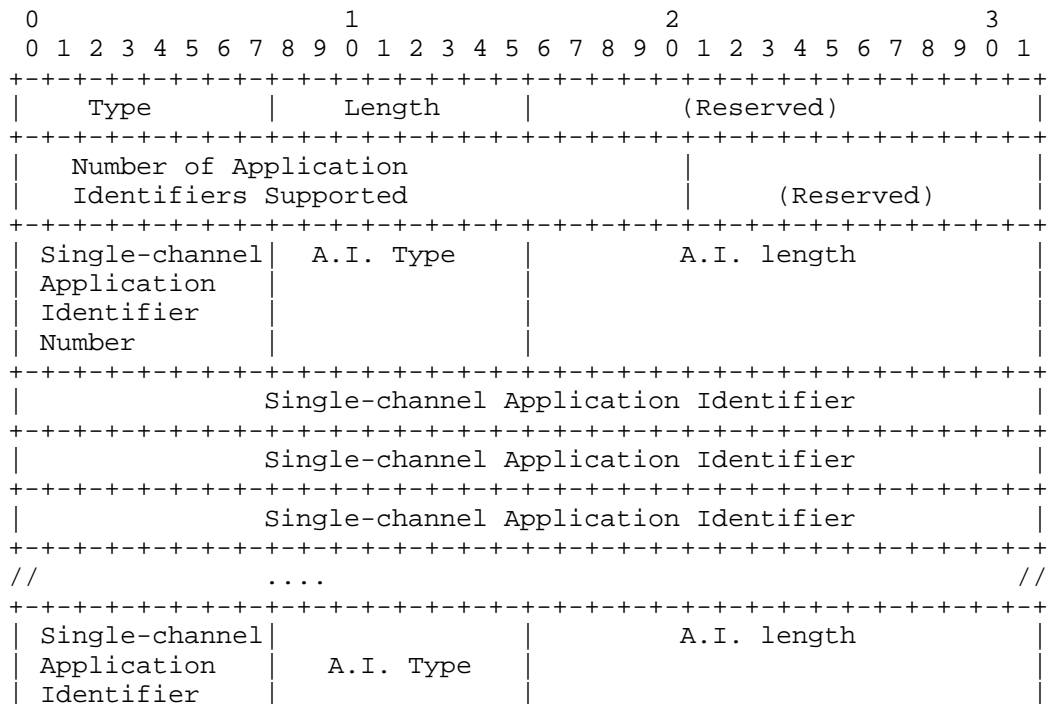 0                   1                   2                   3
 0 1 2 3 4 5 6 7 8 9 0 1 2 3 4 5 6 7 8 9 0 1 2 3 4 5 6 7 8 9 0 1
+-+-+-+-+-+-+-+-+-+-+-+-+-+-+-+-+-+-+-+-+-+-+-+-+-+-+-+-+-+-+-+-+
|    Type       |    Length     |         (Reserved)            |
+-+-+-+-+-+-+-+-+-+-+-+-+-+-+-+-+-+-+-+-+-+-+-+-+-+-+-+-+-+-+-+-+
|   Number of Application                 |                     |
|   Identifiers Supported                 |     (Reserved)      |
+-+-+-+-+-+-+-+-+-+-+-+-+-+-+-+-+-+-+-+-+-+-+-+-+-+-+-+-+-+-+-+-+
| Single-channel|  A.I. Type    |         A.I. length           |
| Application   |               |                               |
| Identifier    |               |                               |
| Number        |               |                               |
+-+-+-+-+-+-+-+-+-+-+-+-+-+-+-+-+-+-+-+-+-+-+-+-+-+-+-+-+-+-+-+-+
|               Single-channel Application Identifier           |
+-+-+-+-+-+-+-+-+-+-+-+-+-+-+-+-+-+-+-+-+-+-+-+-+-+-+-+-+-+-+-+-+
|               Single-channel Application Identifier           |
+-+-+-+-+-+-+-+-+-+-+-+-+-+-+-+-+-+-+-+-+-+-+-+-+-+-+-+-+-+-+-+-+
|               Single-channel Application Identifier           |
+-+-+-+-+-+-+-+-+-+-+-+-+-+-+-+-+-+-+-+-+-+-+-+-+-+-+-+-+-+-+-+-+
//              ....                                           //
+-+-+-+-+-+-+-+-+-+-+-+-+-+-+-+-+-+-+-+-+-+-+-+-+-+-+-+-+-+-+-+-+
| Single-channel|               |         A.I. length           |
| Application   |   A.I. Type   |                               |
| Identifier    |               |                               |